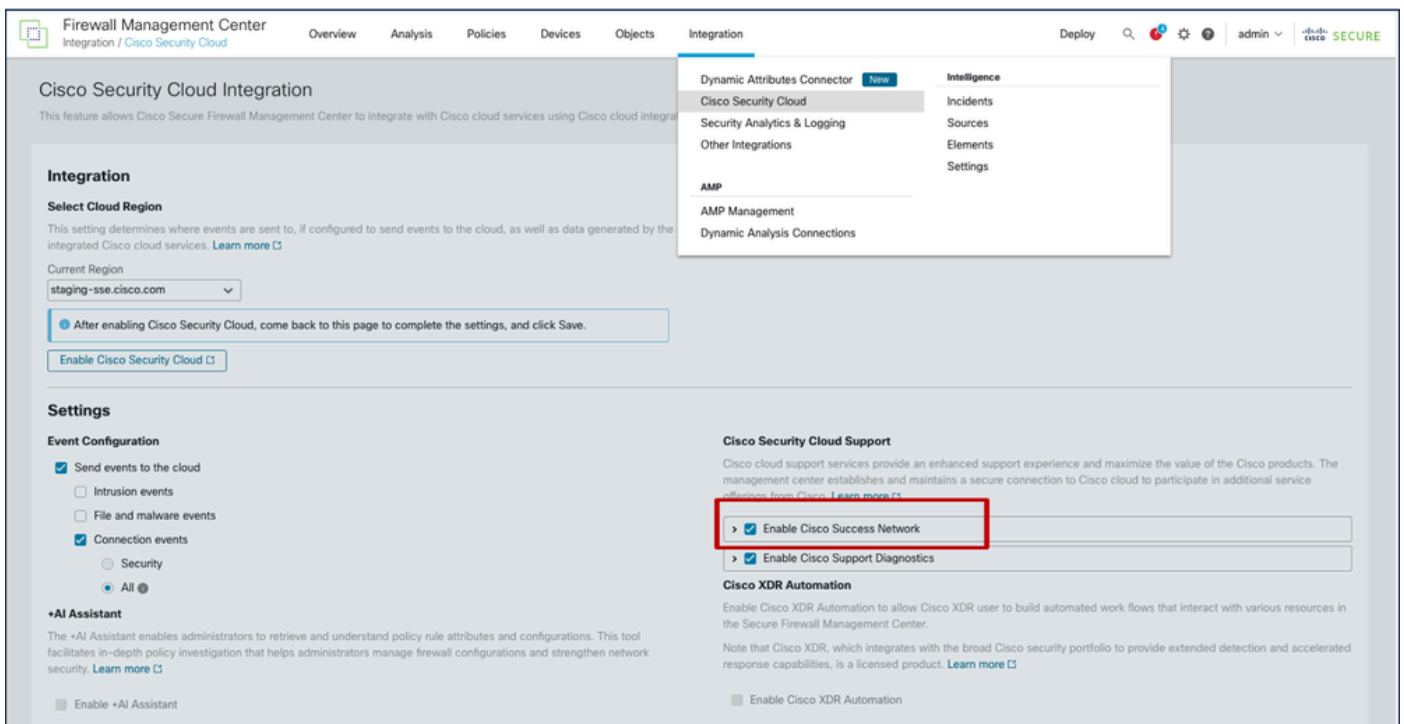 Firewall Management Center
Integration / Cisco Security Cloud
Overview Analysis Policies Devices Objects Integration
Deploy
4
admin
cisco SECURE
Dynamic Attributes Connector New
Cisco Security Cloud
Security Analytics & Logging
Other Integrations
AMP
AMP Management
Dynamic Analysis Connections
Intelligence
Incidents
Sources
Elements
Settings
Cisco Security Cloud Integration
This feature allows Cisco Secure Firewall Management Center to integrate with Cisco cloud services using Cisco cloud
Integration
Select Cloud Region
This setting determines where events are sent to, if configured to send events to the cloud, as well as data generated by the
integrated Cisco cloud services. Learn more
Current Region
staging-sse.cisco.com
After enabling Cisco Security Cloud, come back to this page to complete the settings, and click Save.
Enable Cisco Security Cloud
Settings
Event Configuration
Send events to the cloud
Intrusion events
File and malware events
Connection events
Security
All
+AI Assistant
The +AI Assistant enables administrators to retrieve and understand policy rule attributes and configurations. This tool
facilitates in-depth policy investigation that helps administrators manage firewall configurations and strengthen network
security. Learn more
Enable +AI Assistant
Cisco Security Cloud Support
Cisco cloud support services provide an enhanced support experience and maximize the value of the Cisco products. The
management center establishes and maintains a secure connection to Cisco cloud to participate in additional service
offerings from Cisco. Learn more
Enable Cisco Success Network
Enable Cisco Support Diagnostics
Cisco XDR Automation
Enable Cisco XDR Automation to allow Cisco XDR user to build automated work flows that interact with various resources in
the Secure Firewall Management Center.
Note that Cisco XDR, which integrates with the broad Cisco security portfolio to provide extended detection and accelerated
response capabilities, is a licensed product. Learn more
Enable Cisco XDR Automation